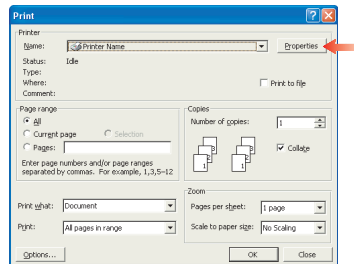 Print
Printer
Name: Printer Name Properties
Status: Idle
Type:
Where: Print to file
Comment:
Page range Copies
All Number of copies: 1
Current page Selection
Pages: Collate
Enter page numbers and/or page ranges
separated by commas. For example, 1,3,5–12
Zoom
Print what: Document Pages per sheet: 1 page
Print: All pages in range Scale to paper size: No Scaling
Options... OK Close